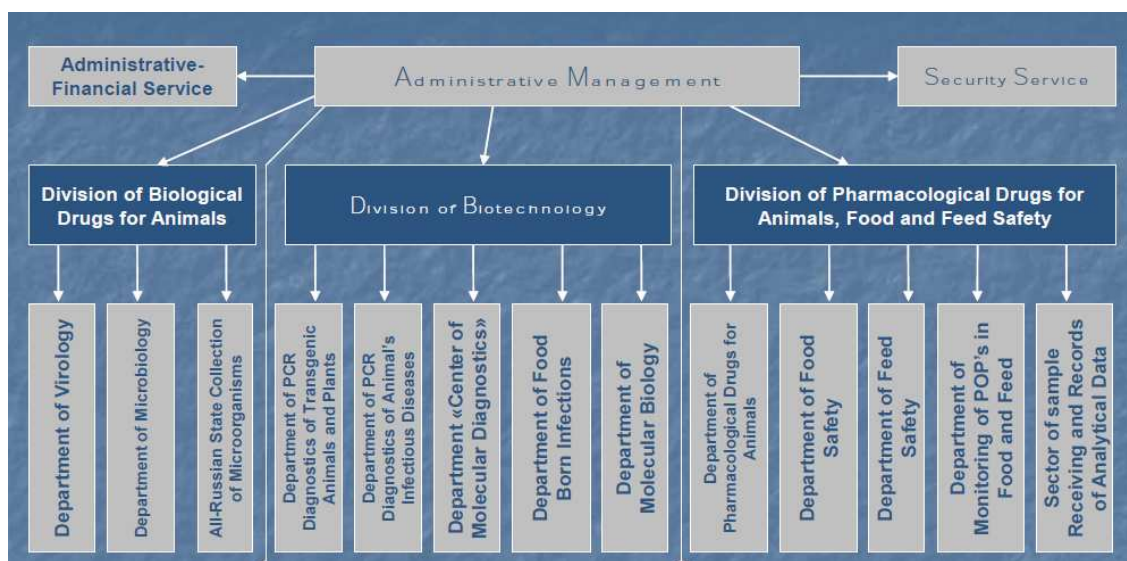 Administrative-
Financial Service
Administrative Management
Security Service
Division of Biological
Drugs for Animals
Division of Biotechnology
Division of Pharmacological Drugs for
Animals, Food and Feed Safety
Department of Virology
Department of Microbiology
All-Russian State Collection
of Microorganisms
Department of PCR
Diagnostics of Transgenic
Animals and Plants
Department of PCR
Diagnostics of Animal's
Infectious Diseases
Department «Center of
Molecular Diagnostics»
Department of Food
Born Infections
Department of
Molecular Biology
Department of
Pharmacological Drugs for
Animals
Department of Food
Safety
Department of Feed
Safety
Department of
Monitoring of POP's in
Food and Feed
Sector of sample
Receiving and Records
of Analytical Data